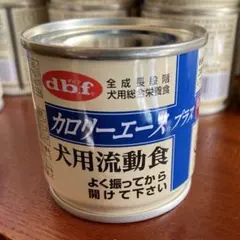 d.b.f
全成長段階
犬用総合栄養食
カロリーエース プラス
犬用流動食
よく振ってから
開けて下さい